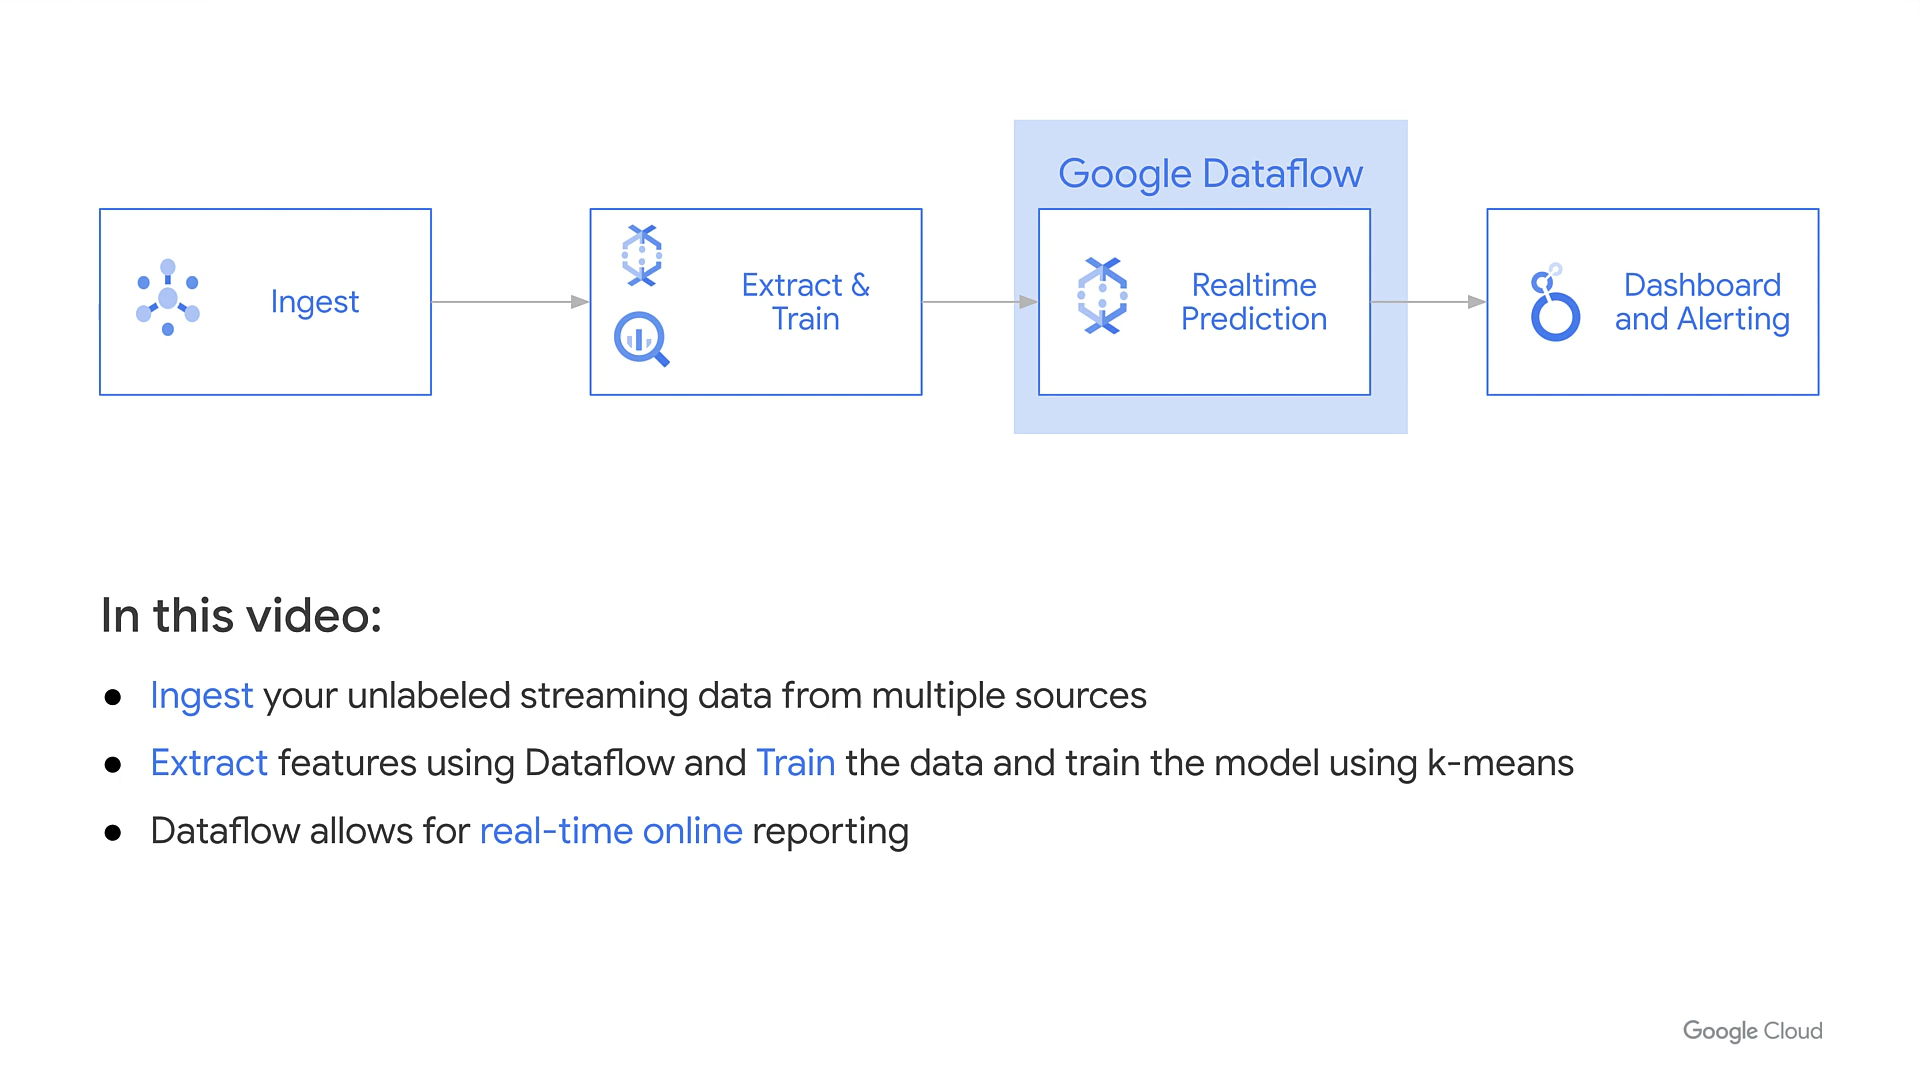 Google Dataflow
Ingest
Extract &
Train
Realtime
Prediction
Dashboard
and Alerting
In this video:
● Ingest your unlabeled streaming data from multiple sources
● Extract features using Dataflow and Train the data and train the model using k-means
● Dataflow allows for real-time online reporting
Google Cloud